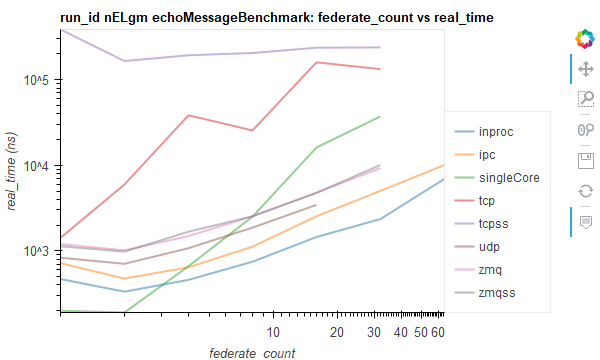 run_id nELgm echoMessageBenchmark: federate_count vs real_time
10^5
10^4
10^3
real_time (ns)
10
20
30
40
50
60
federate_count
inproc
ipc
singleCore
tcp
tcpss
udp
zmq
zmqss